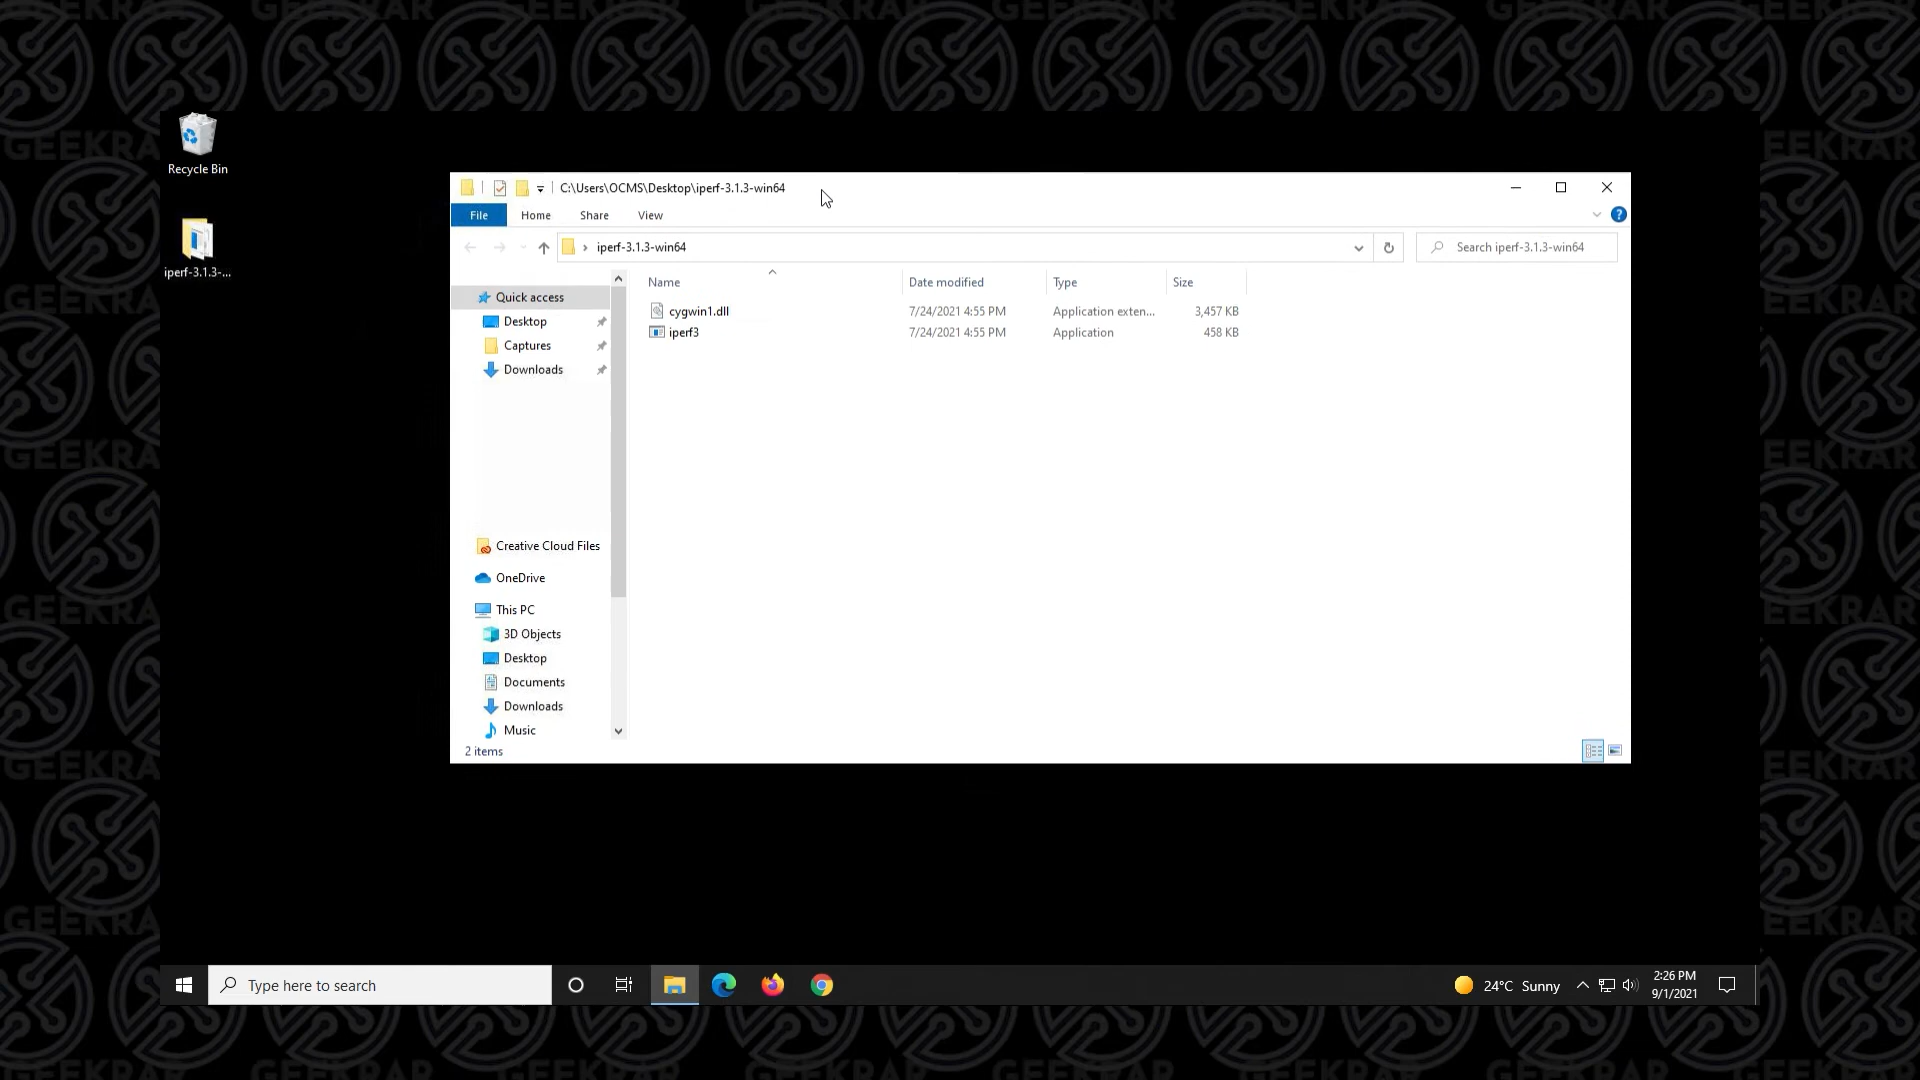 GEEKRAR
Recycle Bin
iperf-3.1.3-...
C:\Users\OCMS\Desktop\iperf-3.1.3-win64
File Home Share View
iperf-3.1.3-win64
Search iperf-3.1.3-win64
Name Date modified Type Size
cygwin1.dll 7/24/2021 4:55 PM Application exten... 3,457 KB
iperf3 7/24/2021 4:55 PM Application 458 KB
Quick access
Desktop
Captures
Downloads
Creative Cloud Files
OneDrive
This PC
3D Objects
Desktop
Documents
Downloads
Music
2 items
Type here to search
24°C Sunny
2:26 PM
9/1/2021